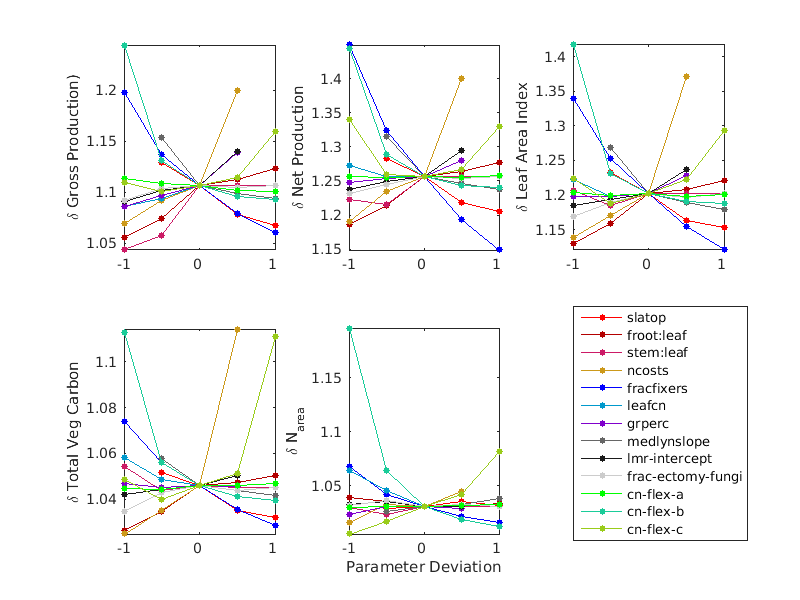 δ Gross Production)
1.2
1.15
1.1
1.05
-1
0
1
δ Net Production
1.4
1.35
1.3
1.25
1.2
1.15
-1
0
1
δ Leaf Area Index
1.4
1.35
1.3
1.25
1.2
1.15
-1
0
1
δ Total Veg Carbon
1.1
1.08
1.06
1.04
-1
0
1
δ N area
1.15
1.1
1.05
-1
0
1
Parameter Deviation
slatop
froot:leaf
stem:leaf
ncosts
fracfixers
leafcn
grperc
medlynslope
lmr-intercept
frac-ectomy-fungi
cn-flex-a
cn-flex-b
cn-flex-c